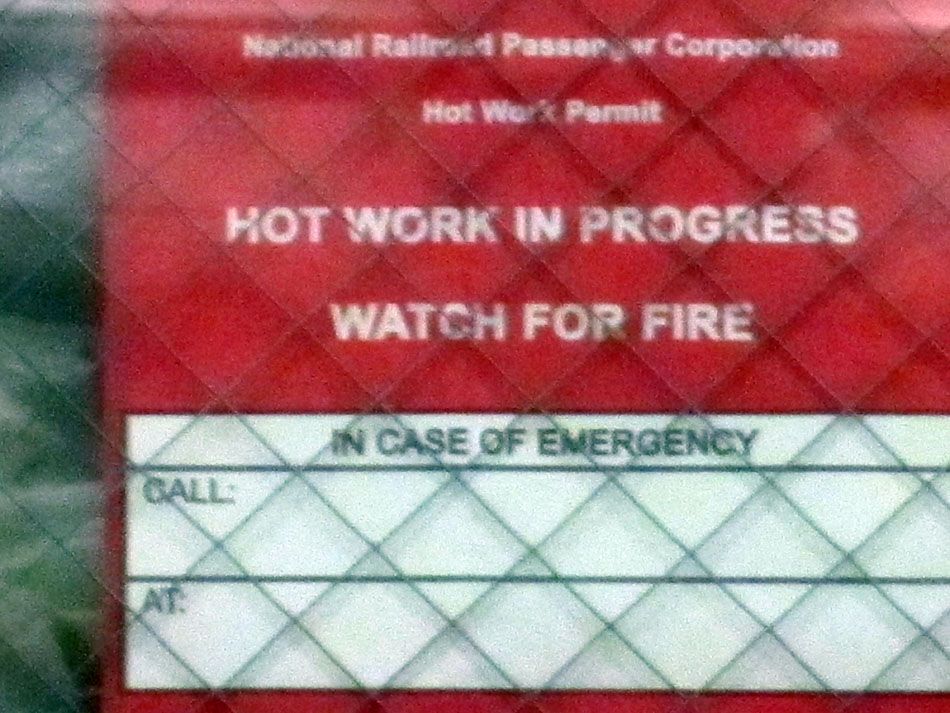 National Railroad Passenger Corporation
Hot Work Permit
HOT WORK IN PROGRESS
WATCH FOR FIRE
IN CASE OF EMERGENCY
CALL:
AT: